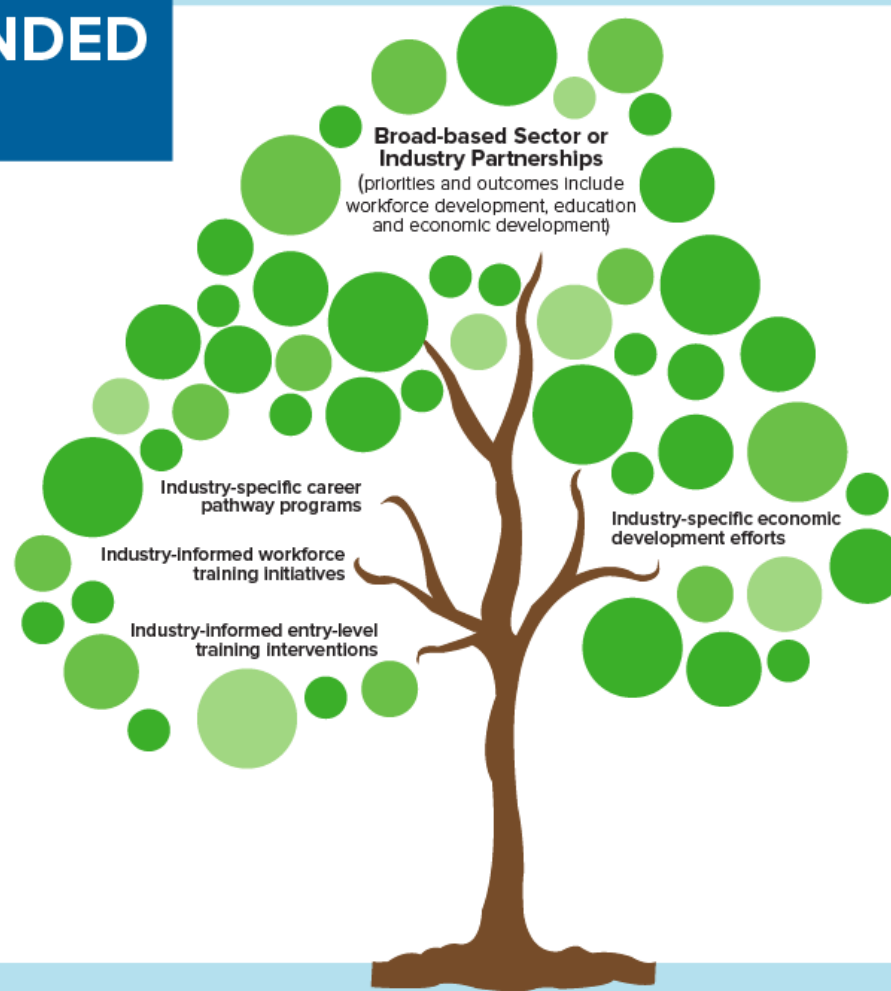 NDED
Broad-based Sector or
Industry Partnerships
(priorities and outcomes include
workforce development, education
and economic development)
Industry-specific career
pathway programs
Industry-specific economic
development efforts
Industry-informed workforce
training initiatives
Industry-informed entry-level
training interventions